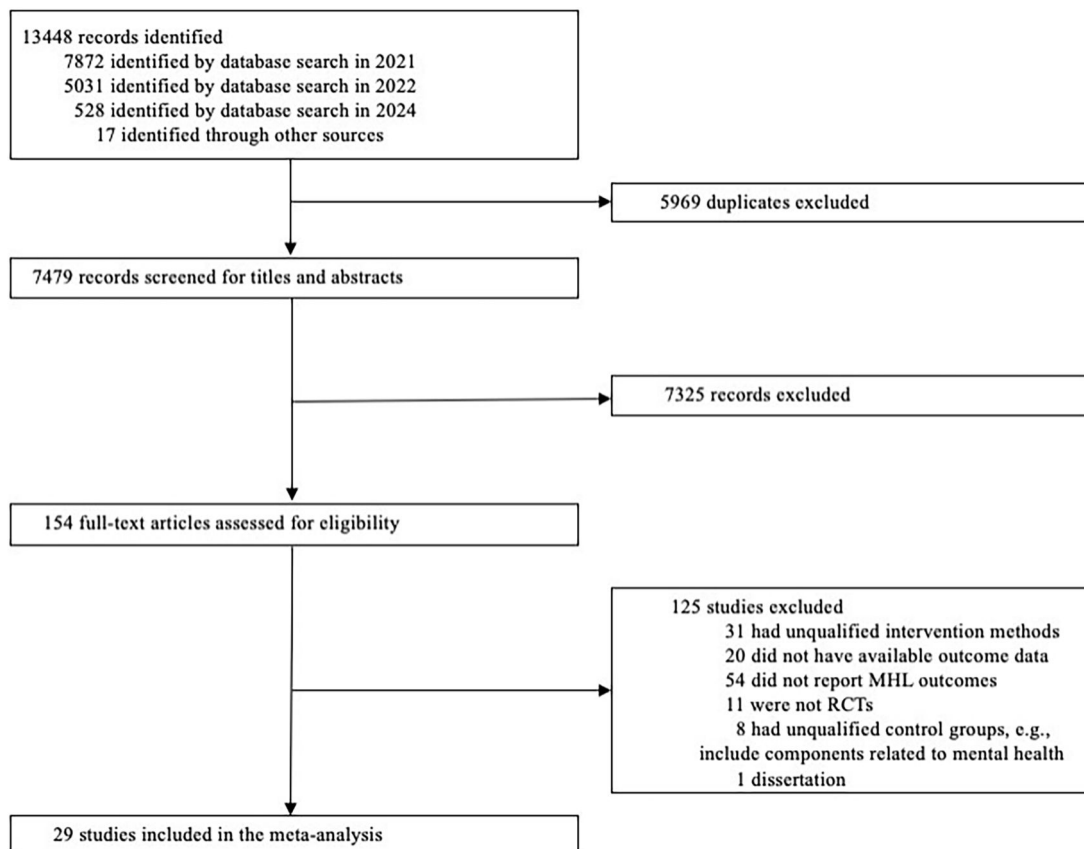 13448 records identified
7872 identified by database search in 2021
5031 identified by database search in 2022
528 identified by database search in 2024
17 identified through other sources
5969 duplicates excluded
7479 records screened for titles and abstracts
7325 records excluded
154 full-text articles assessed for eligibility
125 studies excluded
31 had unqualified intervention methods
20 did not have available outcome data
54 did not report MHL outcomes
11 were not RCTs
8 had unqualified control groups, e.g.,
include components related to mental health
1 dissertation
29 studies included in the meta-analysis